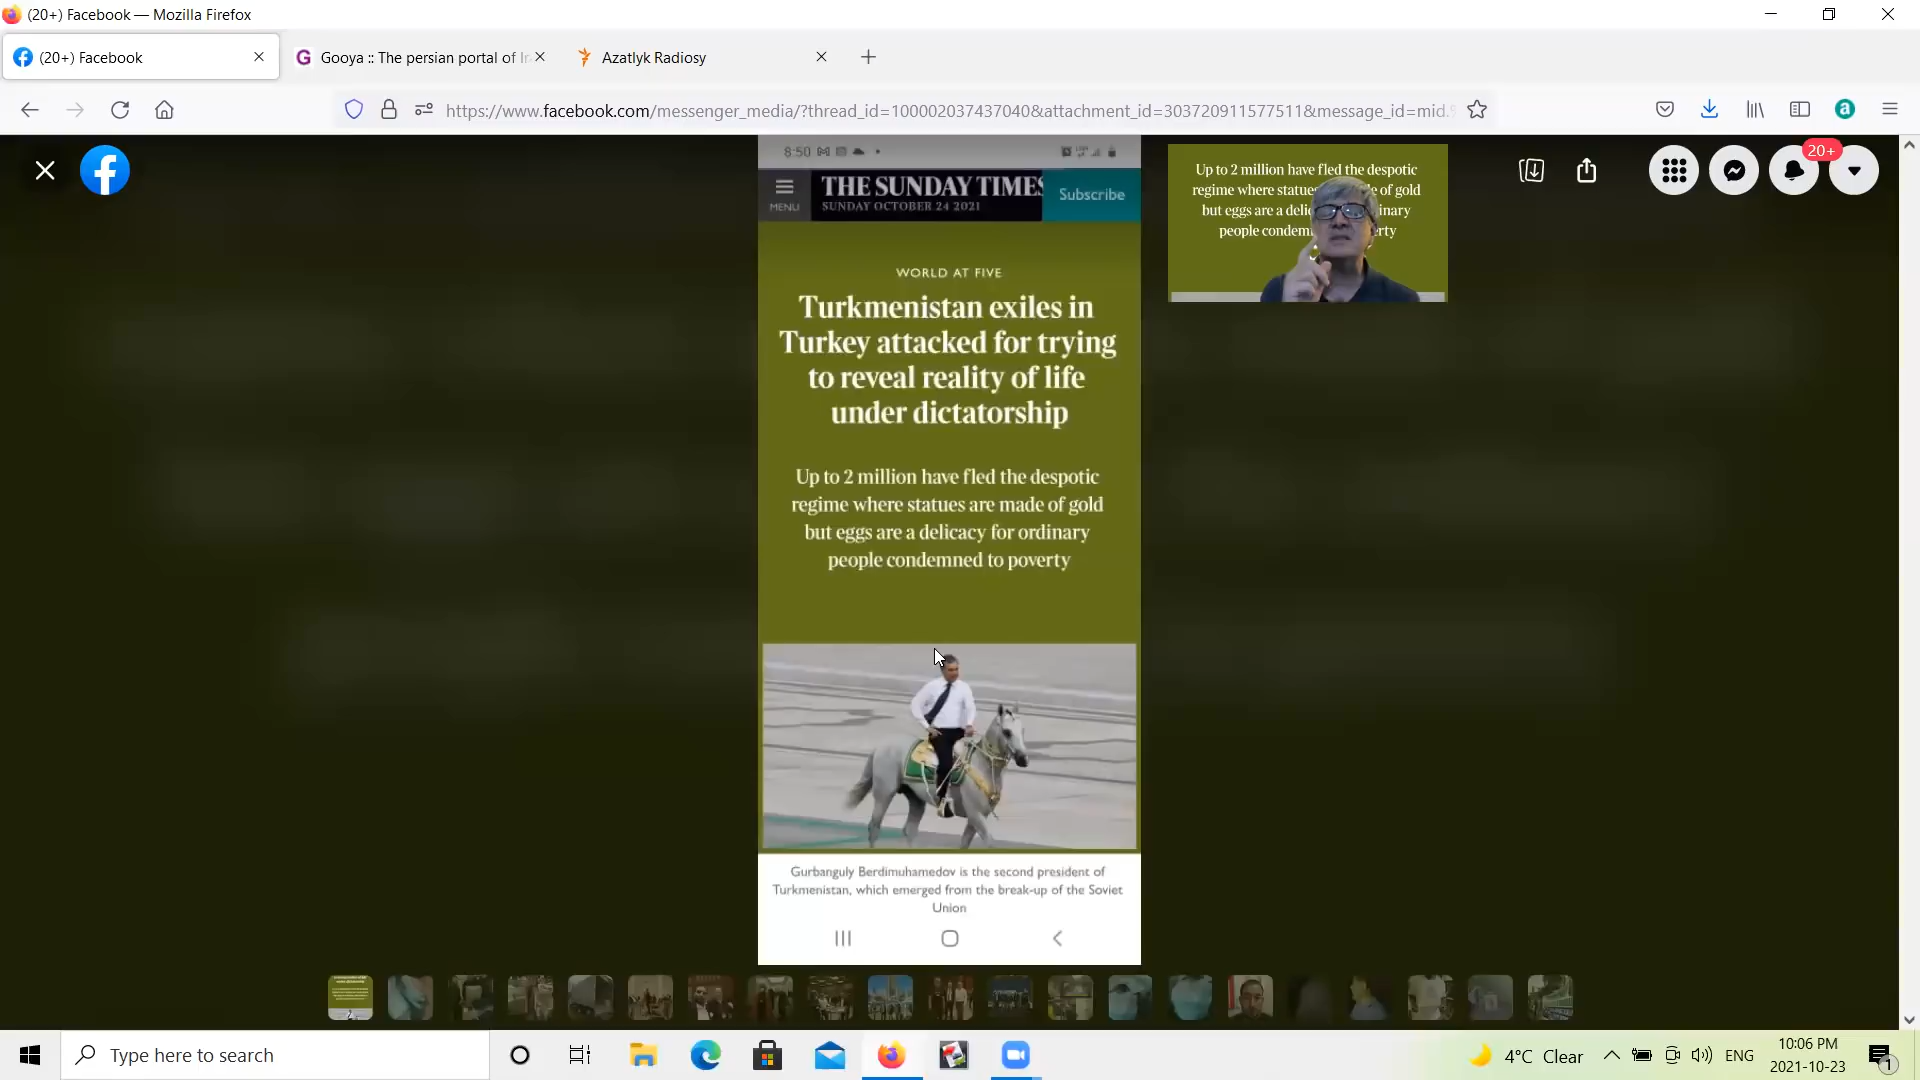 (20+) Facebook — Mozilla Firefox
(20+) Facebook
Gooya :: The persian portal of Ir
Azatlyk Radiosy
https://www.facebook.com/messenger_media/?thread_id=100002037437040&attachment_id=303720911577511&message_id=mid.
8:50
THE SUNDAY TIMES
SUNDAY OCTOBER 24 2021
MENU
Subscribe
WORLD AT FIVE
Turkmenistan exiles in
Turkey attacked for trying
to reveal reality of life
under dictatorship
Up to 2 million have fled the despotic
regime where statues are made of gold
but eggs are a delicacy for ordinary
people condemned to poverty
Gurbanguly Berdimuhamedov is the second president of
Turkmenistan, which emerged from the break-up of the Soviet
Union
Up to 2 million have fled the despotic
regime where statues of gold
but eggs are a
people
20+
Type here to search
4°C Clear
ENG
10:06 PM
2021-10-23
1